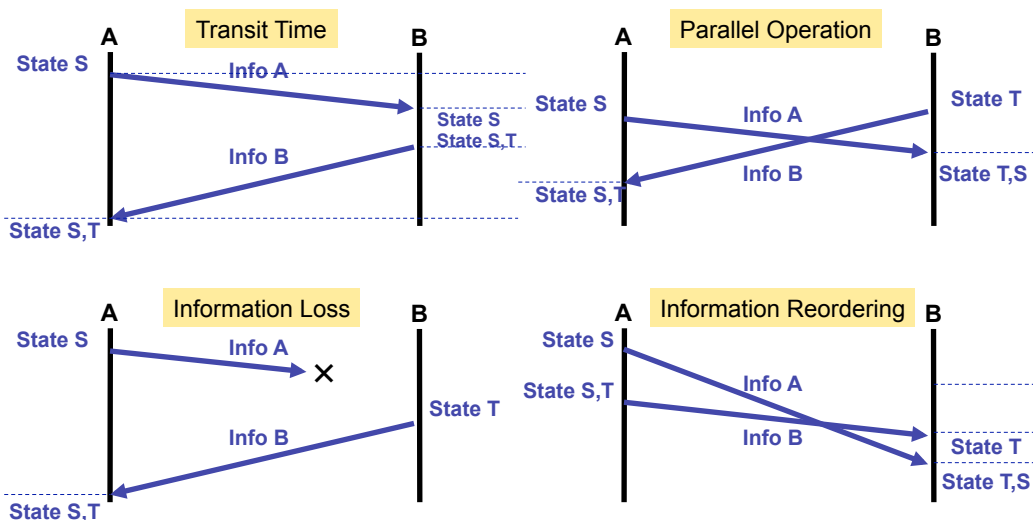 Transit Time
A
B
State S
Info A
State S
State S,T
Info B
State S,T
Parallel Operation
A
B
State S
State T
Info A
Info B
State T,S
State S,T
Information Loss
A
B
State S
Info A
×
State T
Info B
State S,T
Information Reordering
A
B
State S
Info A
State S,T
Info B
State T
State T,S